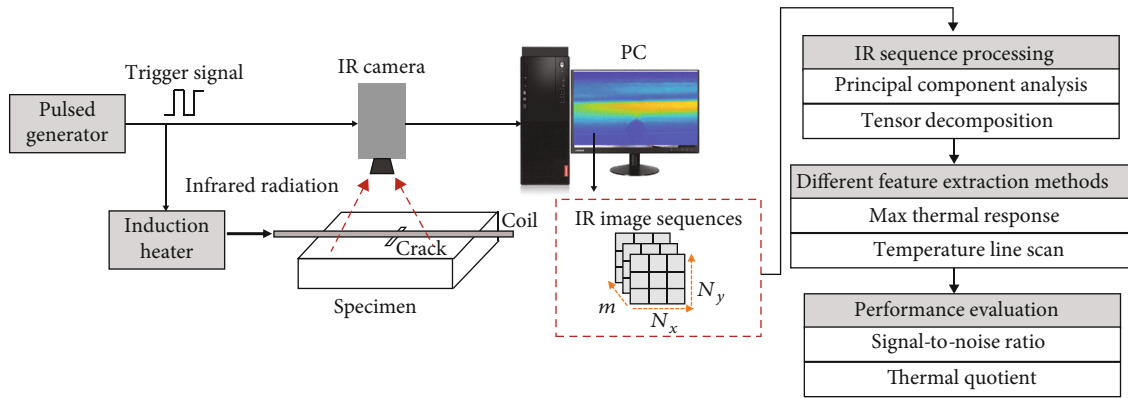 Pulsed
generator
Trigger signal
IR camera
PC
Infrared radiation
Induction
heater
Coil
Crack
Specimen
IR image sequences
m
N_x
N_y
IR sequence processing
Principal component analysis
Tensor decomposition
Different feature extraction methods
Max thermal response
Temperature line scan
Performance evaluation
Signal-to-noise ratio
Thermal quotient